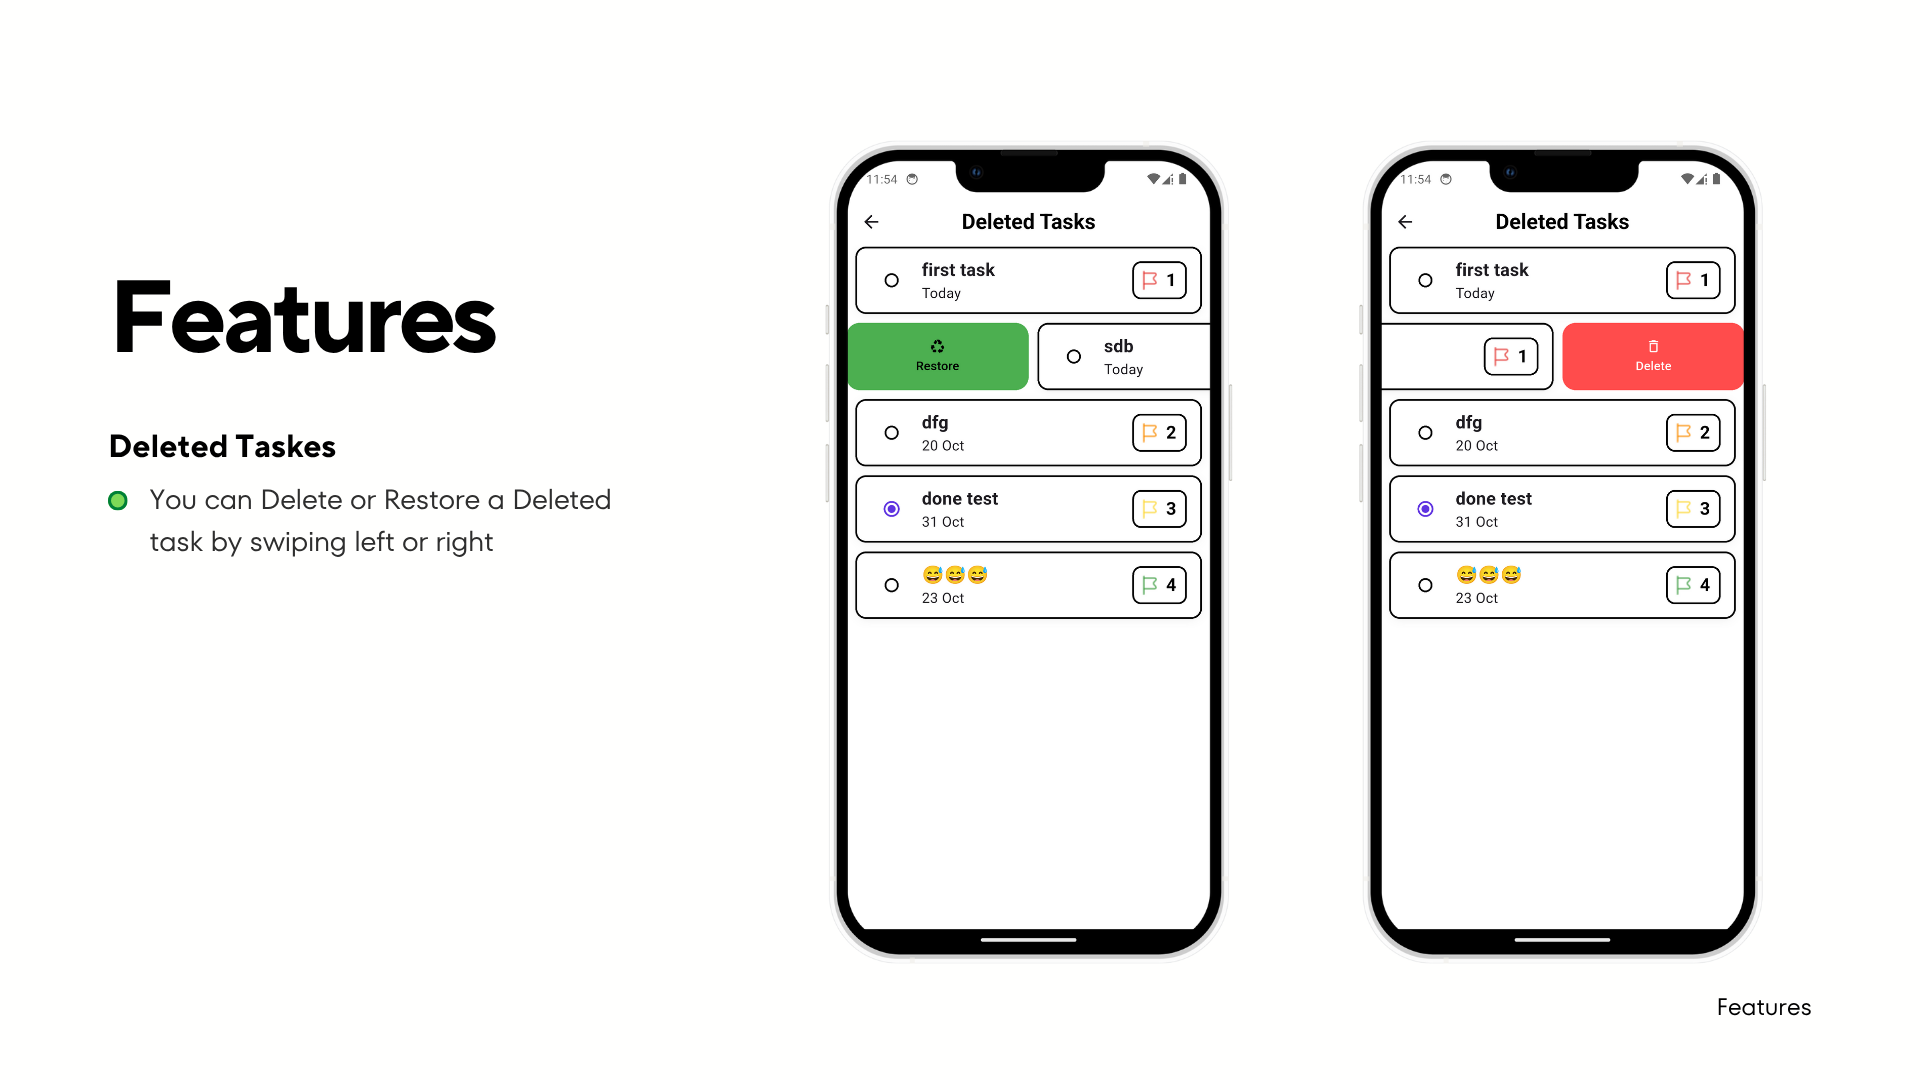 Features
Deleted Taskes
You can Delete or Restore a Deleted
task by swiping left or right
11:54
Deleted Tasks
first task
Today
1
Restore
sdb
Today
dfg
20 Oct
2
done test
31 Oct
3
😅😅😅
23 Oct
4
11:54
Deleted Tasks
first task
Today
1
1
Delete
dfg
20 Oct
2
done test
31 Oct
3
😅😅😅
23 Oct
4
Features